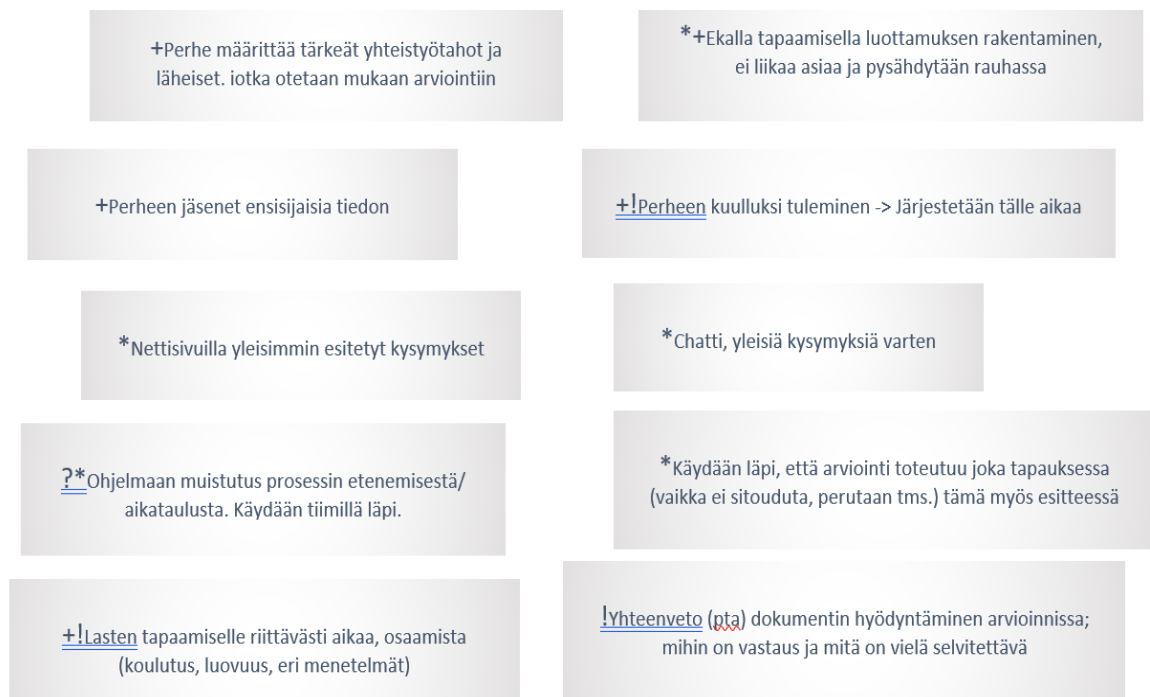 +Perhe määrittää tärkeät yhteistyötahot ja
läheiset. iotka otetaan mukaan arviointiin
*+Ekalla tapaamisella luottamuksen rakentaminen,
ei liikaa asiaa ja pysähdytään rauhassa
+Perheen jäsenet ensisijaisia tiedon
+!Perheen kuulluksi tuleminen -> Järjestetään tälle aikaa
*Nettisivuilla yleisimmin esitetyt kysymykset
*Chatti, yleisiä kysymyksiä varten
?*Ohjelmaan muistutus prosessin etenemisestä/
aikataulusta. Käydään tiimillä läpi.
*Käydään läpi, että arviointi toteutuu joka tapauksessa
(vaikka ei sitouduta, perutaan tms.) tämä myös esitteessä
+!Lasten tapaamiselle riittävästi aikaa, osaamista
(koulutus, luovuus, eri menetelmät)
!Yhteenveto (pta) dokumentin hyödyntäminen arvioinnissa;
mihin on vastaus ja mitä on vielä selvitettävä